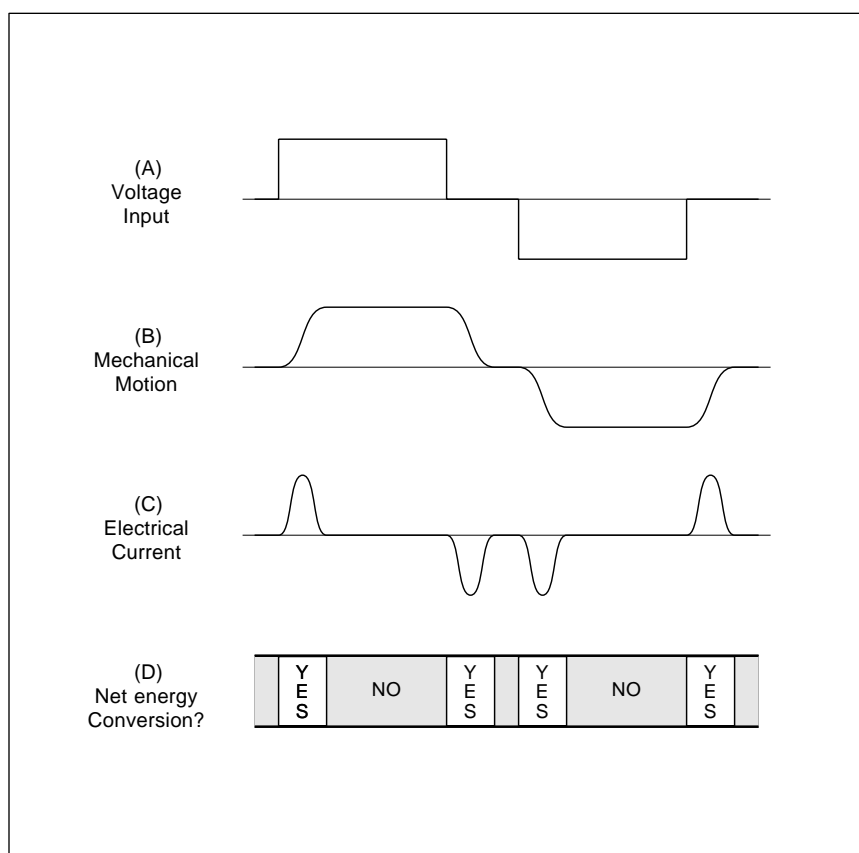 (A)
Voltage
Input
(B)
Mechanical
Motion
(C)
Electrical
Current
(D)
Net energy
Conversion?
Y
E
S
NO
Y
E
S
Y
E
S
NO
Y
E
S